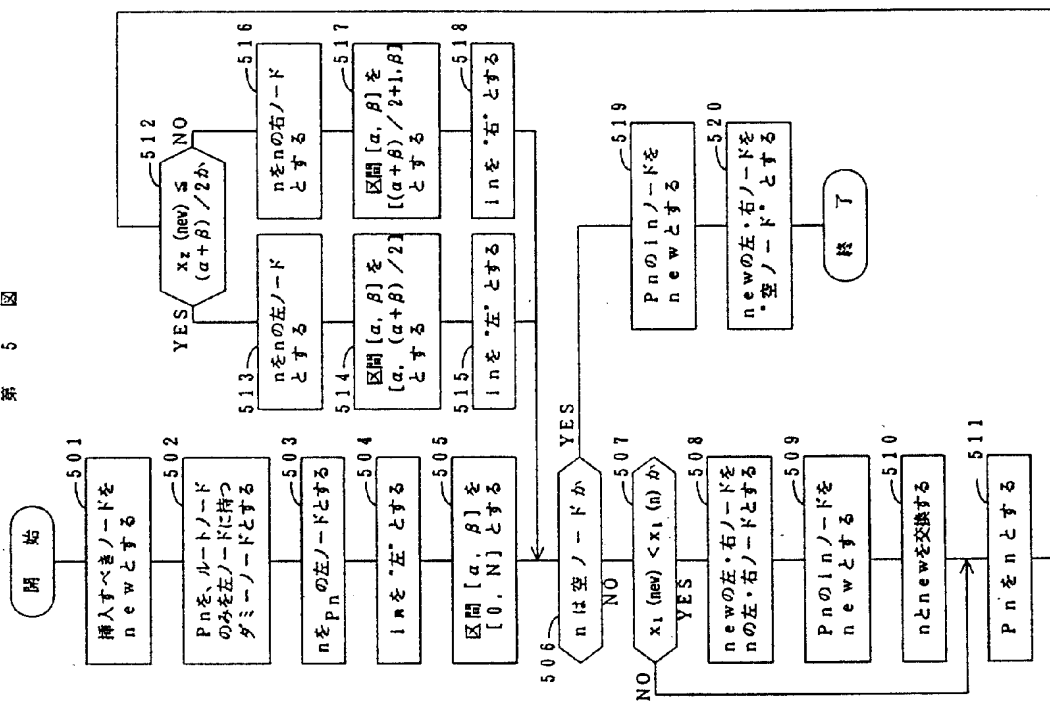 第 5 図
開 始
501
挿入すべきノードを
newとする
502
Pnを、ルートノード
のみを左ノードに持つ
ダミーノードとする
503
nをPnの左ノードとする
504
lnを "左" とする
505
区間 [α, β] を
[0, N] とする
506
nは空ノードか
YES
NO
507
x₁ (new) <x₁ (n) か
NO
YES
508
newの左・右ノードを
nの左・右ノードとする
509
Pnのlnノードを
newとする
510
nとnewを交換する
511
Pnをnとする
512
x₂ (new) ≦
(α+β) /2か
YES
NO
513
nをnの左ノード
とする
514
区間 [α, β] を
[α, (α+β) /2]
とする
515
lnを "左" とする
516
nをnの右ノード
とする
517
区間 [α, β] を
[(α+β) / 2+1, β]
とする
518
lnを "右" とする
519
Pnのlnノードを
newとする
520
newの左・右ノードを
"空ノード" とする
終 了